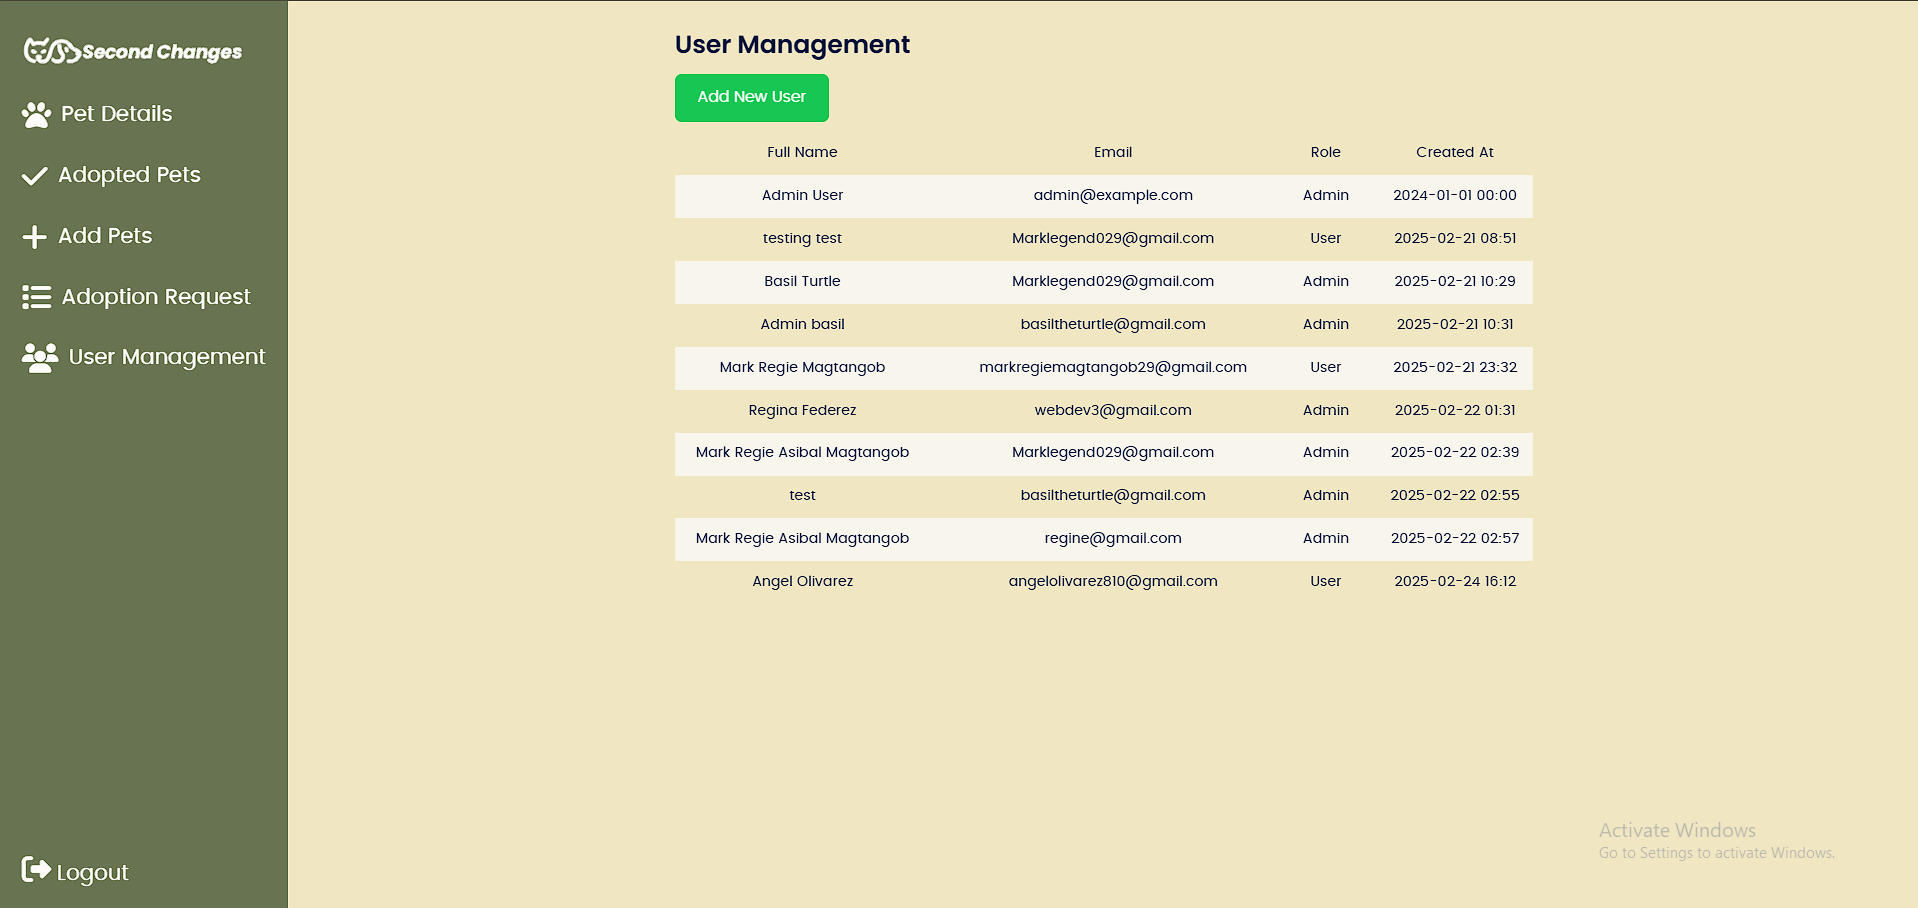 Second Changes
Pet Details
Adopted Pets
Add Pets
Adoption Request
User Management
Logout
User Management
Add New User
Full Name Email Role Created At
Admin User admin@example.com Admin 2024-01-01 00:00
testing test Marklegend029@gmail.com User 2025-02-21 08:51
Basil Turtle Marklegend029@gmail.com Admin 2025-02-21 10:29
Admin basil basiltheturtle@gmail.com Admin 2025-02-21 10:31
Mark Regie Magtangob markregiemagtangob29@gmail.com User 2025-02-21 23:32
Regina Federez webdev3@gmail.com Admin 2025-02-22 01:31
Mark Regie Asibal Magtangob Marklegend029@gmail.com Admin 2025-02-22 02:39
test basiltheturtle@gmail.com Admin 2025-02-22 02:55
Mark Regie Asibal Magtangob regine@gmail.com Admin 2025-02-22 02:57
Angel Olivarez angelolivarez810@gmail.com User 2025-02-24 16:12
Activate Windows
Go to Settings to activate Windows.